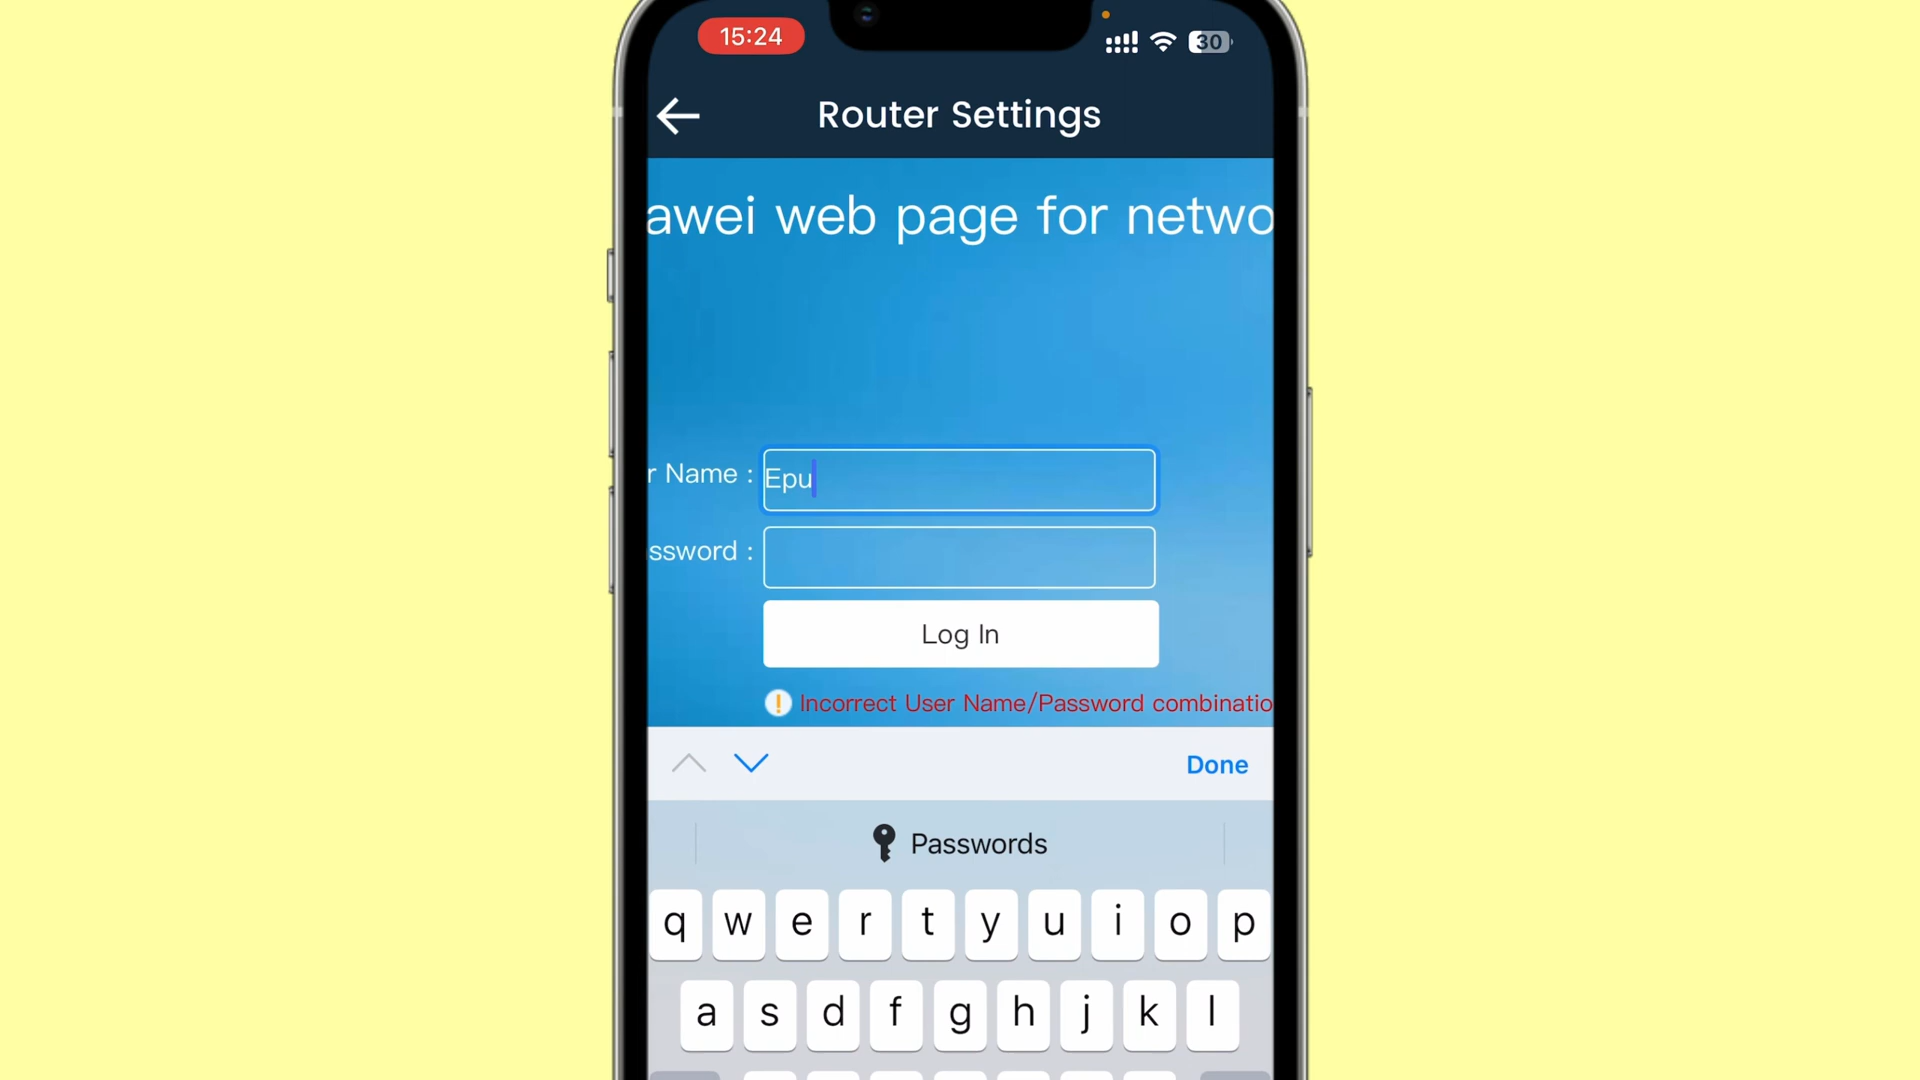 15:24
30
Router Settings
awei web page for netwo
r Name :
Epu
ssword :
Log In
Incorrect User Name/Password combinatio
Done
Passwords
q w e r t y u i o p
a s d f g h j k l